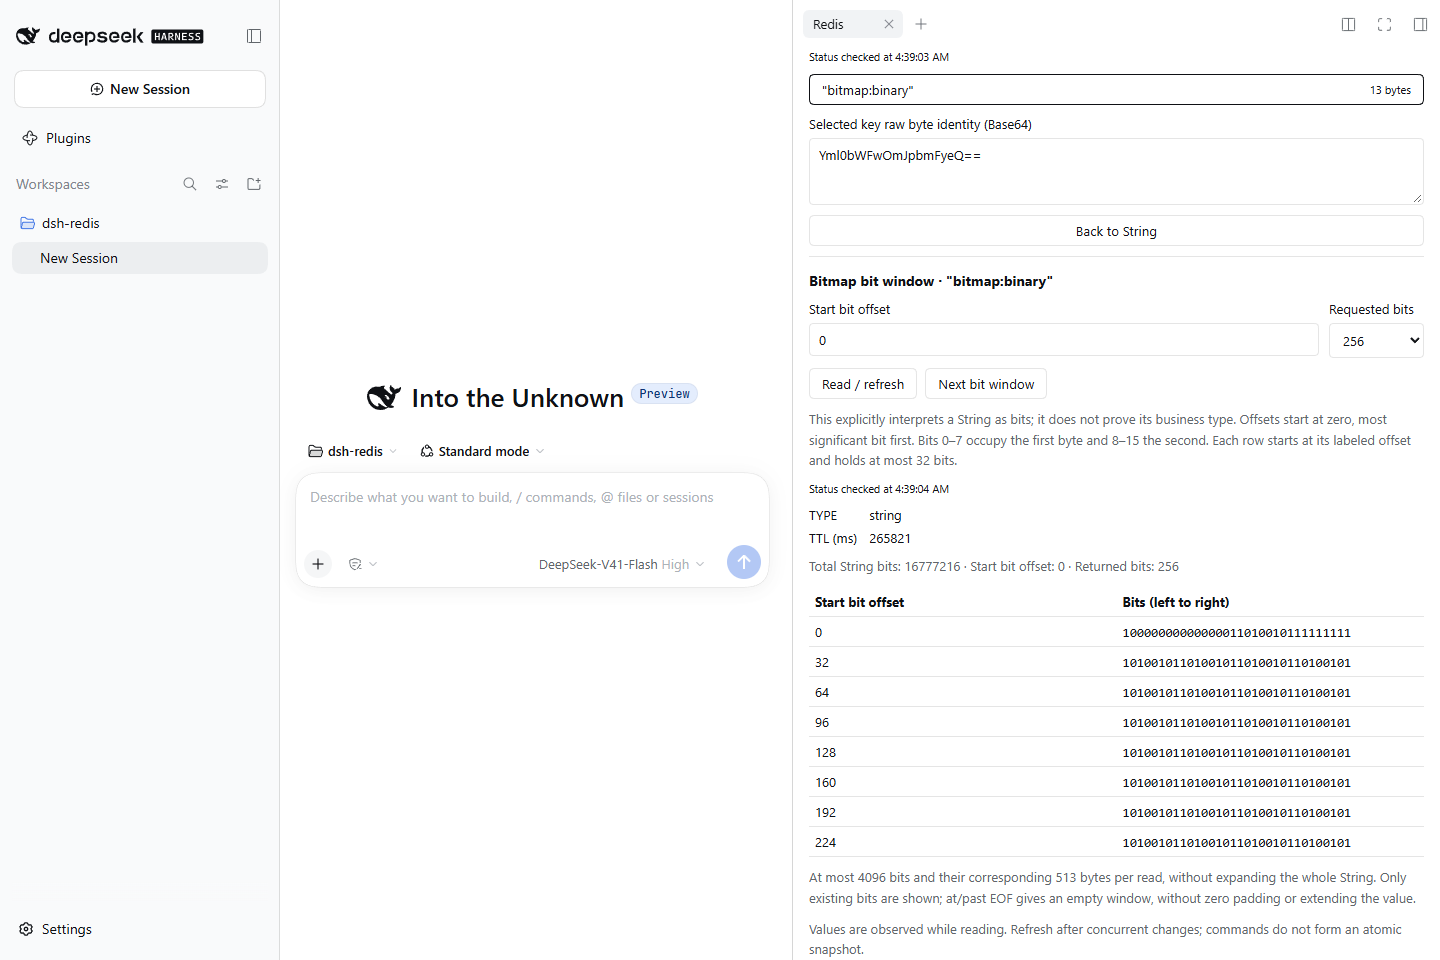 deepseek HARNESS
New Session
Plugins
Workspaces
dsh-redis
New Session
Settings
Into the Unknown Preview
dsh-redis Standard mode
Describe what you want to build, / commands, @ files or sessions
DeepSeek-V41-Flash High
Redis
Status checked at 4:39:03 AM
"bitmap:binary" 13 bytes
Selected key raw byte identity (Base64)
Yml0bWFwOmJpbmFyeQ==
Back to String
Bitmap bit window · "bitmap:binary"
Start bit offset Requested bits
0 256
Read / refresh Next bit window
This explicitly interprets a String as bits; it does not prove its business type. Offsets start at zero, most
significant bit first. Bits 0–7 occupy the first byte and 8–15 the second. Each row starts at its labeled offset
and holds at most 32 bits.
Status checked at 4:39:04 AM
TYPE string
TTL (ms) 265821
Total String bits: 16777216 · Start bit offset: 0 · Returned bits: 256
Start bit offset Bits (left to right)
0 10000000000000011010010111111111
32 10100101101001011010010110100101
64 10100101101001011010010110100101
96 10100101101001011010010110100101
128 10100101101001011010010110100101
160 10100101101001011010010110100101
192 10100101101001011010010110100101
224 10100101101001011010010110100101
At most 4096 bits and their corresponding 513 bytes per read, without expanding the whole String. Only
existing bits are shown; at/past EOF gives an empty window, without zero padding or extending the value.
Values are observed while reading. Refresh after concurrent changes; commands do not form an atomic
snapshot.